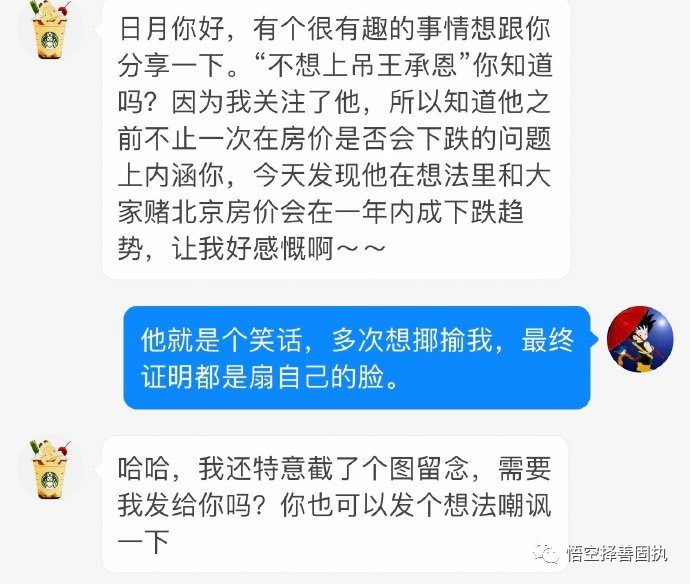 日月你好，有个很有趣的事情想跟你
分享一下。“不想上吊王承恩”你知道
吗？因为我关注了他，所以知道他之
前不止一次在房价是否会下跌的问题
上内涵你，今天发现他在想法里和大
家赌北京房价会在一年内成下跌趋
势，让我好感慨啊～～
他就是个笑话，多次想揶揄我，最终
证明都是扇自己的脸。
哈哈，我还特意截了个图留念，需要
我发给你吗？你也可以发个想法嘲讽
一下
悟空择善固执